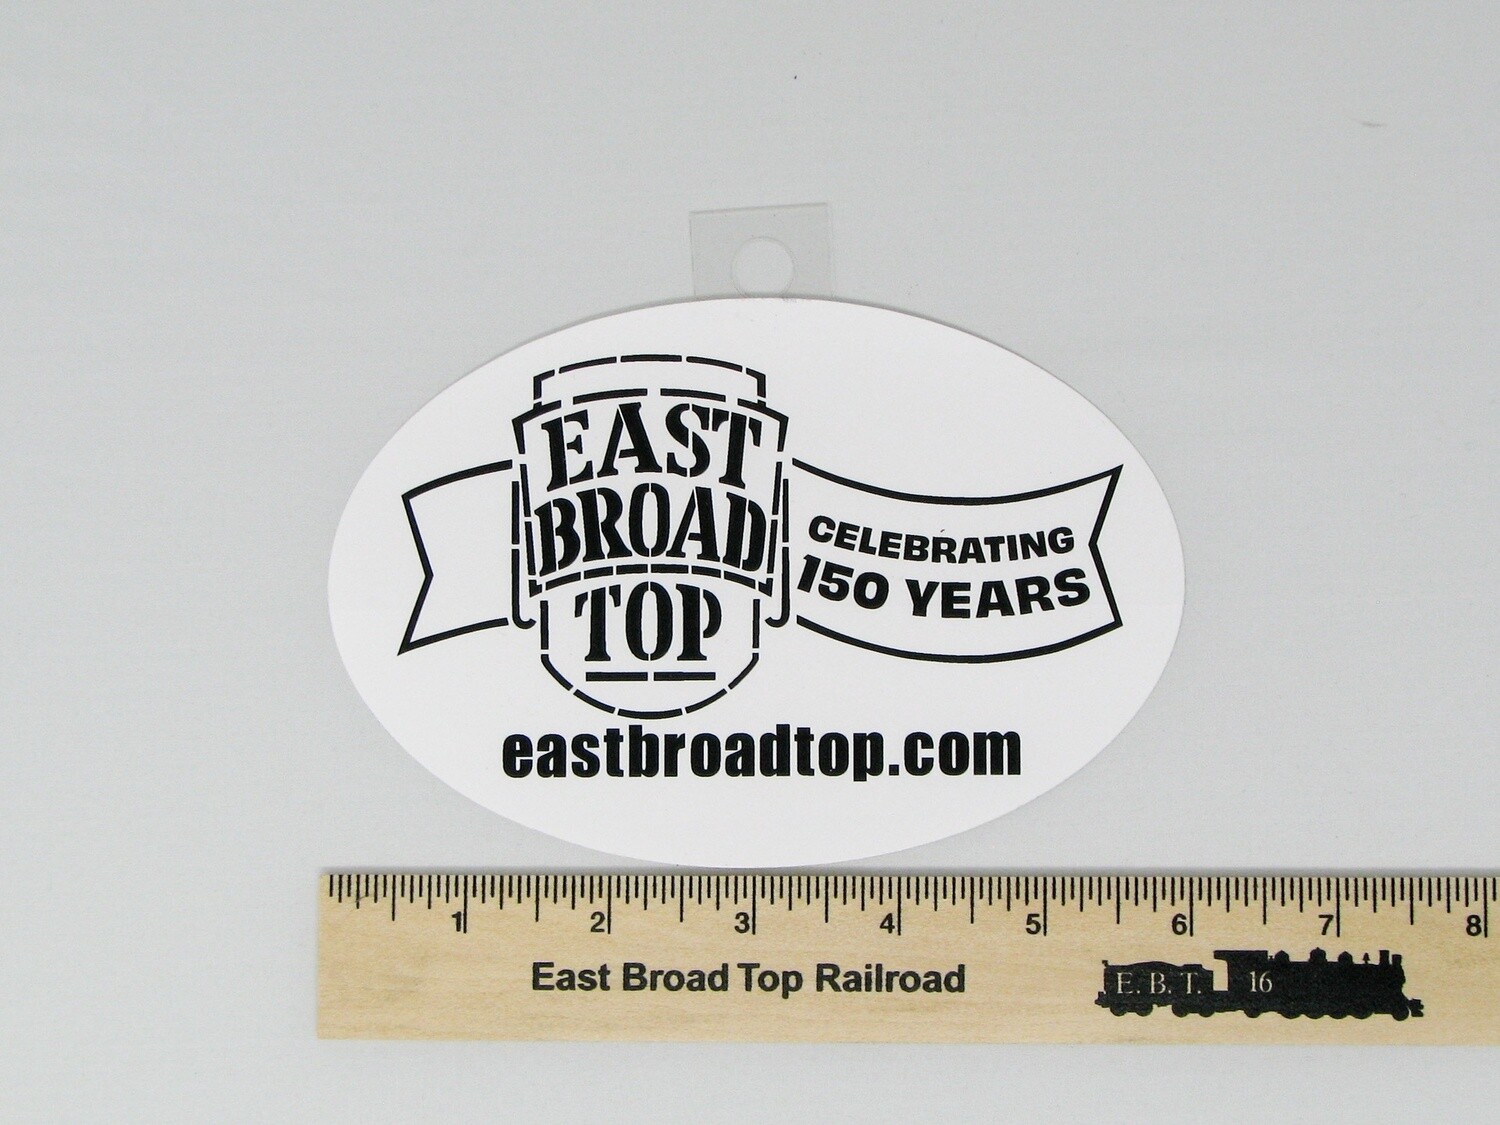 EAST
BROAD
TOP
CELEBRATING
150 YEARS
eastbroadtop.com
1 2 3 4 5 6 7 8
East Broad Top Railroad
E. B. T. 16